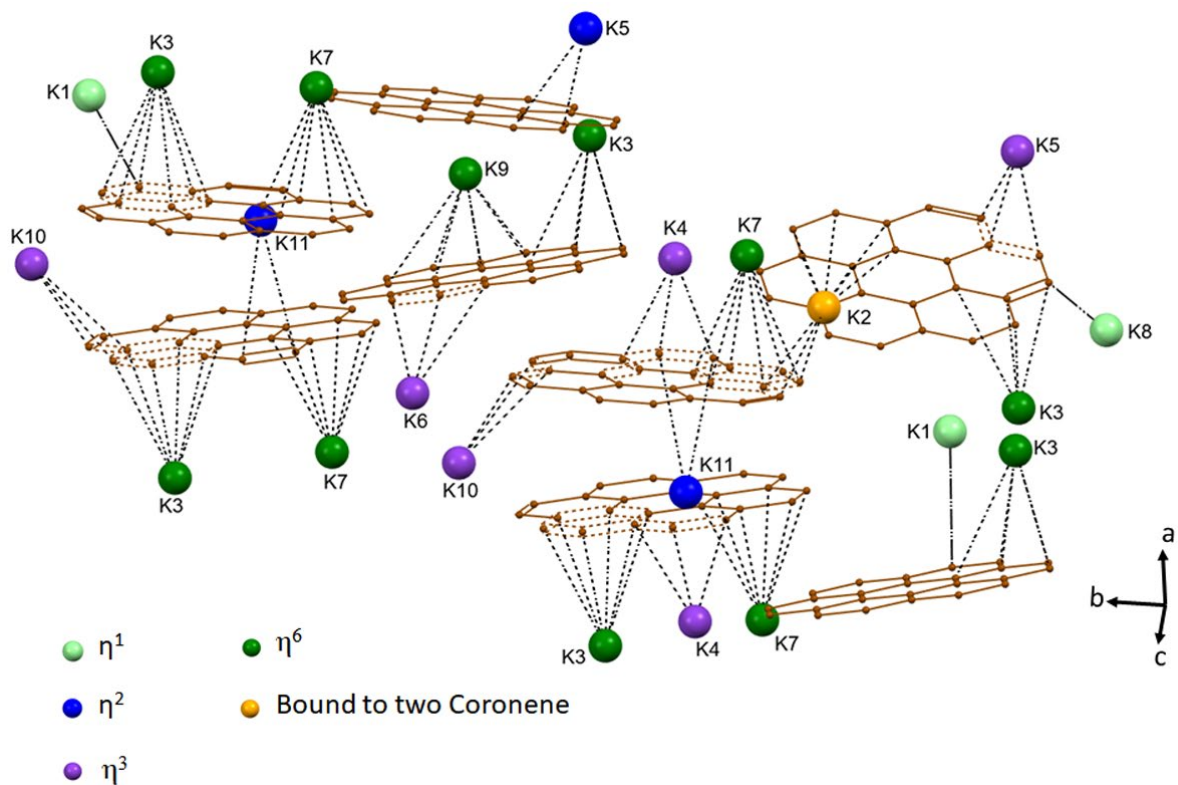 K5
K3
K7
K1
K3
K5
K9
K10
K11
K4
K7
K2
K8
K6
K3
K1
K3
K10
K11
K7
K3
a
b
c
K3
K4
K7
η¹
η⁶
η²
Bound to two Coronene
η³